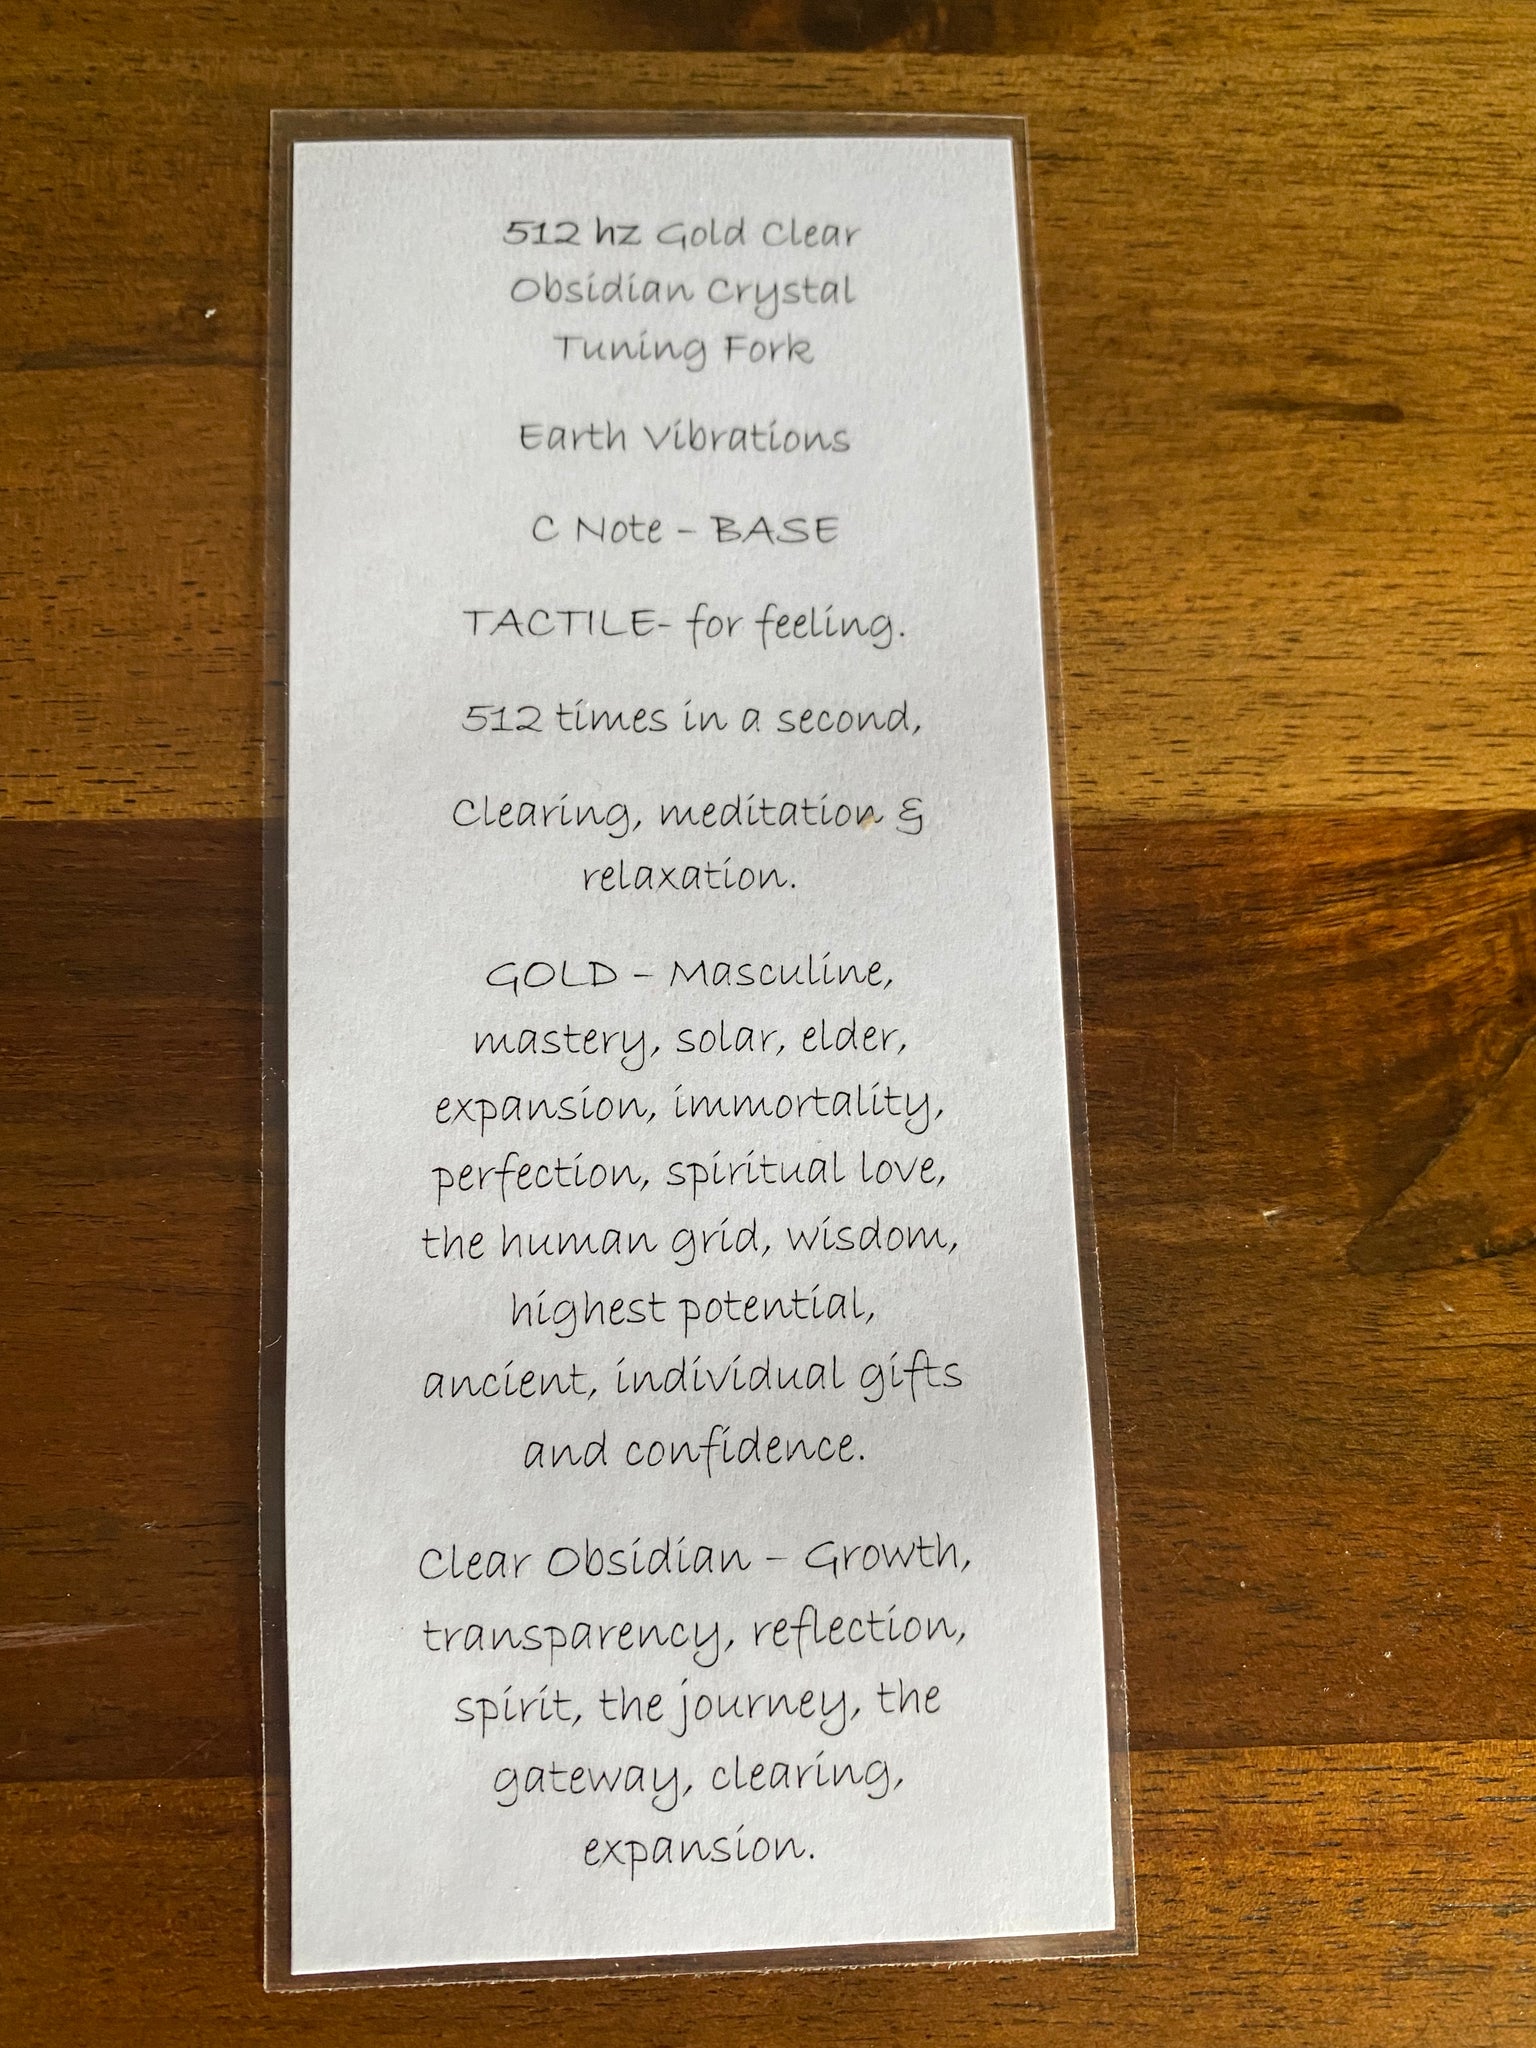 512 hz Gold Clear
Obsidian Crystal
Tuning Fork
Earth Vibrations
C Note – BASE
TACTILE- for feeling.
512 times in a second,
Clearing, meditation &
relaxation.
GOLD – Masculine,
mastery, solar, elder,
expansion, immortality,
perfection, spiritual love,
the human grid, wisdom,
highest potential,
ancient, individual gifts
and confidence.
Clear Obsidian – Growth,
transparency, reflection,
spirit, the journey, the
gateway, clearing,
expansion.